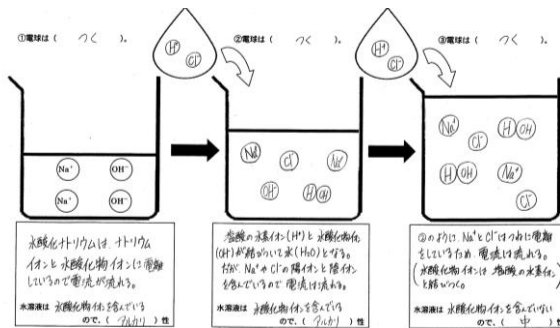 ①電球は（ つく ）。
H⁺
Cl⁻
②電球は（ つく ）。
H⁺
Cl⁻
③電球は（ つく ）。
Na⁺ OH⁻
Na⁺ OH⁻
Na⁺ Cl⁻ Na⁺
OH⁻ H OH
Na⁺ Cl⁻ H OH
H OH Na⁺
Cl⁻
水酸化ナトリウムは、ナトリウム
イオンと水酸化物イオンに電離
しているので電流が流れる。
水溶液は 水酸化物イオンを含んでいる
ので、（ アルカリ ）性
塩酸の水素イオン(H⁺)と水酸化物イオン
(OH⁻)が結びついて水(H₂O)となる。
だが、Na⁺やCl⁻の陽イオンと陰イオン
を含んでいるので電流は流れる。
水溶液は 水酸化物イオンを含んでいる
ので、（ アルカリ ）性
②のように、Na⁺とCl⁻はつねに電離
をしているため、電流は流れる。
（水酸化物イオンは塩酸の水素イオン
と結びつく。）
水溶液は 水酸化物イオンを含んでいない
ので、（ 中 ）性